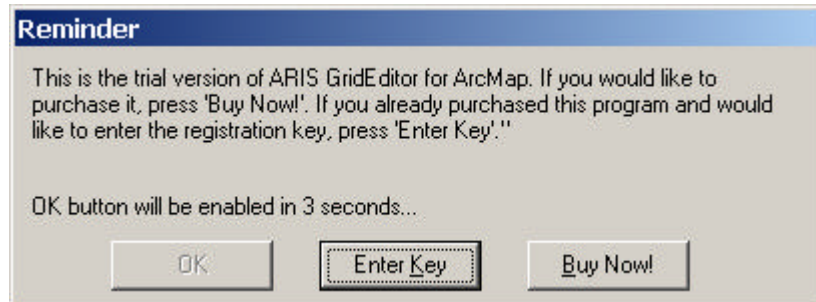 Reminder
This is the trial version of ARIS GridEditor for ArcMap. If you would like to
purchase it, press 'Buy Now!'. If you already purchased this program and would
like to enter the registration key, press 'Enter Key'."
OK button will be enabled in 3 seconds...
OK Enter Key Buy Now!